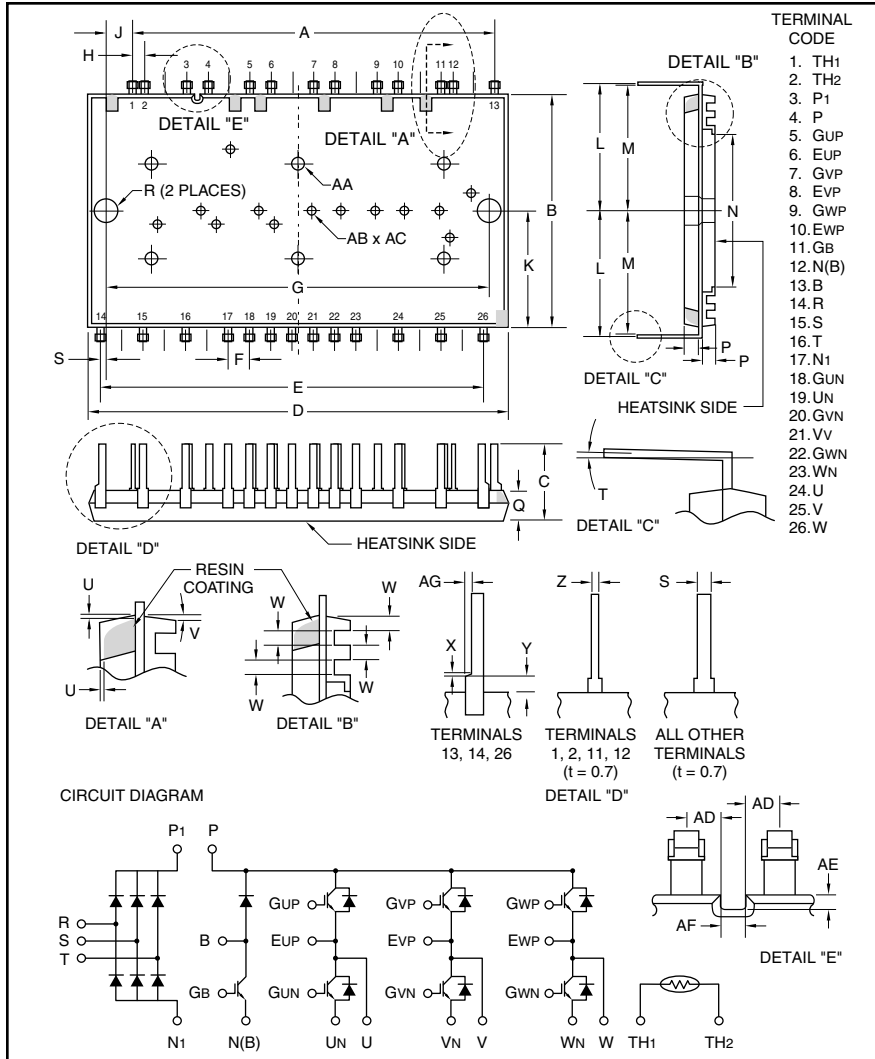 J
A
H
3 4 5 6 7 8 9 10 11 12
1 2 13
DETAIL "E"
DETAIL "A"
R (2 PLACES)
AA
AB x AC
B
K
G
14 15 16 17 18 19 20 21 22 23 24 25 26
S
F
E
D
DETAIL "B"
L
M
N
L
M
P
P
DETAIL "C"
HEATSINK SIDE
TERMINAL
CODE
1. TH1
2. TH2
3. P1
4. P
5. GUP
6. EUP
7. GVP
8. EVP
9. GWP
10. EWP
11. GB
12. N(B)
13. B
14. R
15. S
16. T
17. N1
18. GUN
19. UN
20. GVN
21. VV
22. GWN
23. WN
24. U
25. V
26. W
C
Q
DETAIL "D"
HEATSINK SIDE
T
DETAIL "C"
RESIN
COATING
U
V
U
DETAIL "A"
W
W
W
W
DETAIL "B"
AG
X
Y
TERMINALS
13, 14, 26
Z
TERMINALS
1, 2, 11, 12
(t = 0.7)
S
ALL OTHER
TERMINALS
(t = 0.7)
DETAIL "D"
AD
AD
AE
AF
DETAIL "E"
CIRCUIT DIAGRAM
P1
P
R
S
T
B
GB
GUP
EUP
GUN
GVP
EVP
GVN
GWP
EWP
GWN
N1
N(B)
UN
U
VN
V
WN
W
TH1
TH2